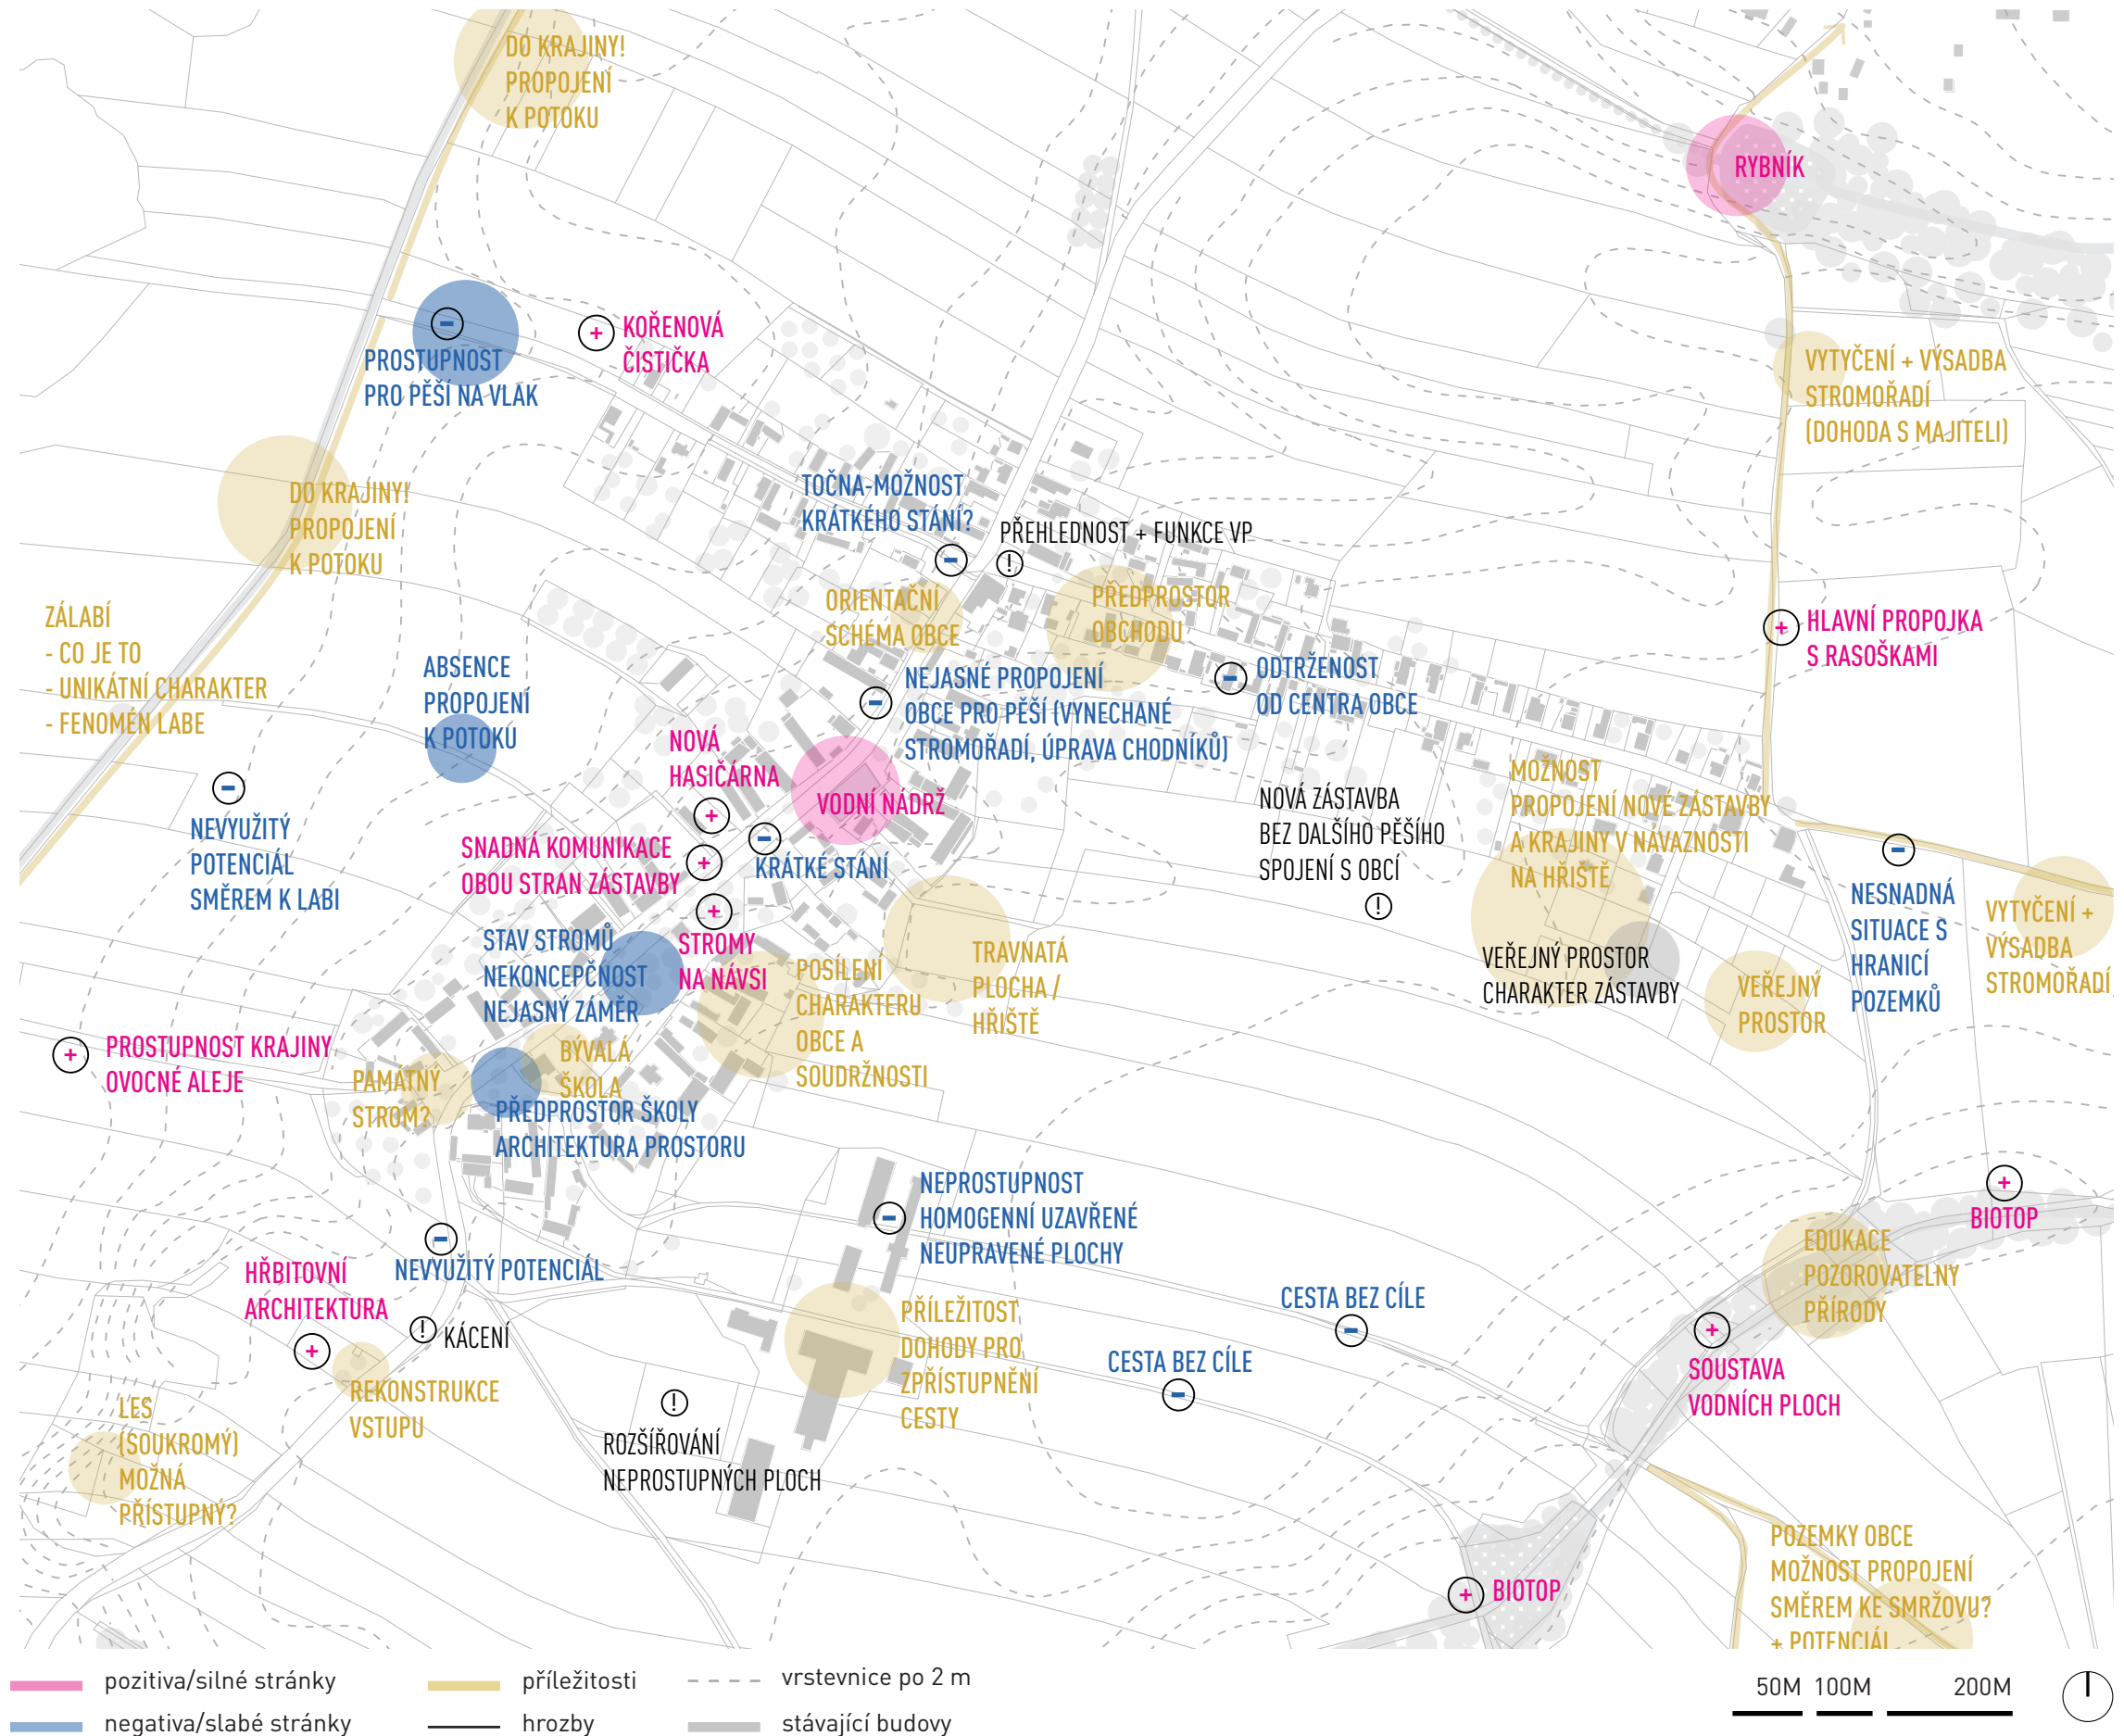 DO KRAJINY!
PROPOJENÍ
K POTOKU
RYBNÍK
KOŘENOVÁ
ČISTIČKA
PROSTUPNOST
PRO PĚŠÍ NA VLAK
VYTYČENÍ + VÝSADBA
STROMOŘADÍ
(DOHODA S MAJITELI)
DO KRAJINY!
PROPOJENÍ
K POTOKU
TOČNA-MOŽNOST
KRÁTKÉHO STÁNÍ?
PŘEHLEDNOST + FUNKCE VP
ORIENTAČNÍ
SCHÉMA OBCE
PŘEDPROSTOR
OBCHODU
ZÁLABÍ
- CO JE TO
- UNIKÁTNÍ CHARAKTER
- FENOMÉN LABE
HLAVNÍ PROPOJKA
S RASOŠKAMI
ABSENCE
PROPOJENÍ
K POTOKU
NEJASNÉ PROPOJENÍ
OBCE PRO PĚŠÍ (VYNECHANÉ
STROMOŘADÍ, ÚPRAVA CHODNÍKŮ)
ODTRŽENOST
OD CENTRA OBCE
NOVÁ
HASIČÁRNA
VODNÍ NÁDRŽ
NOVÁ ZÁSTAVBA
BEZ DALŠÍHO PĚŠÍHO
SPOJENÍ S OBCÍ
MOŽNOST
PROPOJENÍ NOVÉ ZÁSTAVBY
A KRAJINY V NÁVAZNOSTI
NA HŘIŠTĚ
NEVYUŽITÝ
POTENCIÁL
SMĚREM K LABI
SNADNÁ KOMUNIKACE
OBOU STRAN ZÁSTAVBY
KRÁTKÉ STÁNÍ
NESNADNÁ
SITUACE S
HRANICÍ
POZEMKŮ
VYTYČENÍ +
VÝSADBA
STROMOŘADÍ
STAV STROMŮ
NEKONCEPČNOST
NEJASNÝ ZÁMĚR
STROMY
NA NÁVSI
POSÍLENÍ
CHARAKTERU
OBCE A
SOUDRŽNOSTI
TRAVNATÁ
PLOCHA /
HŘIŠTĚ
VEŘEJNÝ PROSTOR
CHARAKTER ZÁSTAVBY
VEŘEJNÝ
PROSTOR
PROSTUPNOST KRAJINY
OVOCNÉ ALEJE
PAMÁTNÝ
STROM?
BÝVALÁ
ŠKOLA
PŘEDPROSTOR ŠKOLY
ARCHITEKTURA PROSTORU
NEPROSTUPNOST
HOMOGENNÍ UZAVŘENÉ
NEUPRAVENÉ PLOCHY
BIOTOP
EDUKACE
POZOROVATELNY
PŘÍRODY
HŘBITOVNÍ
ARCHITEKTURA
NEVYUŽITÝ POTENCIÁL
KÁCENÍ
PŘÍLEŽITOST
DOHODY PRO
ZPŘÍSTUPNĚNÍ
CESTY
CESTA BEZ CÍLE
CESTA BEZ CÍLE
SOUSTAVA
VODNÍCH PLOCH
REKONSTRUKCE
VSTUPU
LES
(SOUKROMÝ)
MOŽNÁ
PŘÍSTUPNÝ?
ROZŠÍŘOVÁNÍ
NEPROSTUPNÝCH PLOCH
BIOTOP
POZEMKY OBCE
MOŽNOST PROPOJENÍ
SMĚREM KE SMRŽOVU?
+ POTENCIÁL
pozitiva/silné stránky
příležitosti
vrstevnice po 2 m
50M 100M 200M
negativa/slabé stránky
hrozby
stávající budovy